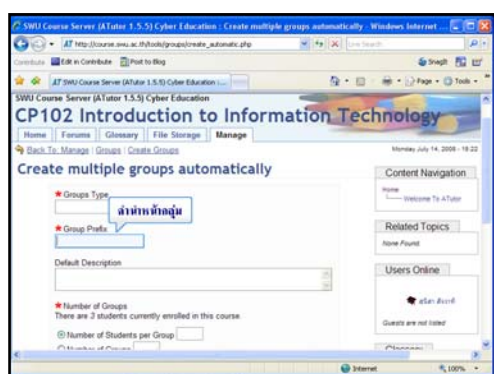 SWU Course Server (ATutor 1.5.5) Cyber Education : Create multiple groups automatically - Windows Internet ...
http://course.swu.ac.th/tools/groups/create_automatic.php
Live Search
Contribute Edit in Contribute Post to Blog
SnagIt
SWU Course Server (ATutor 1.5.5) Cyber Education : ...
Page Tools
SWU Course Server (ATutor 1.5.5) Cyber Education
CP102 Introduction to Information Technology
Home Forums Glossary File Storage Manage
Back To: Manage | Groups | Create Groups
Monday July 14, 2008 - 15:22
Create multiple groups automatically
Content Navigation
Home
Welcome To ATutor
* Groups Type
คำนำหน้ากลุ่ม
* Group Prefix
Related Topics
None Found
Default Description
Users Online
* Number of Groups
There are 3 students currently enrolled in this course.
Guests are not listed
Number of Students per Group
Number of Groups
Glossary
Internet
100%